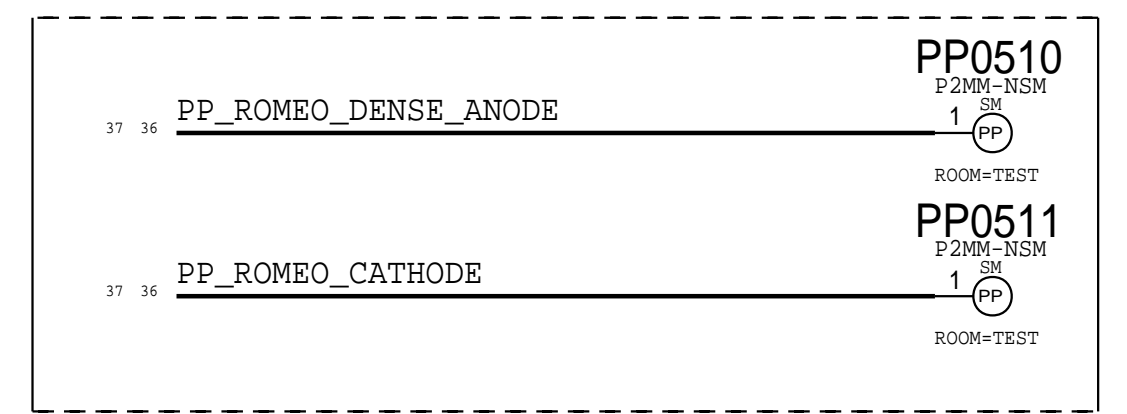 PP0510
P2MM-NSM
SM
PP_ROMEO_DENSE_ANODE
1
37 36
PP
ROOM=TEST
PP0511
P2MM-NSM
SM
PP_ROMEO_CATHODE
1
37 36
PP
ROOM=TEST